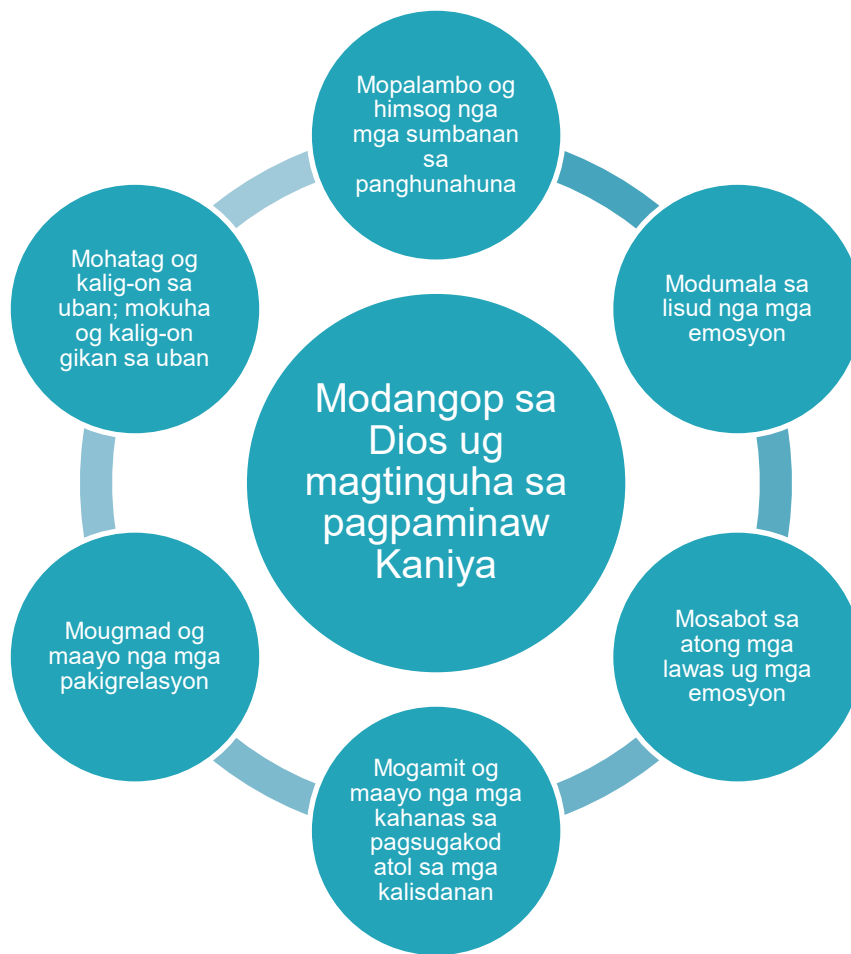 Mopalambo og
himsog nga
mga sumbanan
sa
panghunahuna
Modumala sa
lisud nga mga
emosyon
Mosabot sa
atong mga
lawas ug mga
emosyon
Mogamit og
maayo nga mga
kahanas sa
pagsugakod
atol sa mga
kalisdanan
Mougmad og
maayo nga mga
pakigrelasyon
Mohatag og
kalig-on sa
uban; mokuha
og kalig-on
gikan sa uban
Modangop sa
Dios ug
magtinguha sa
pagpaminaw
Kaniya